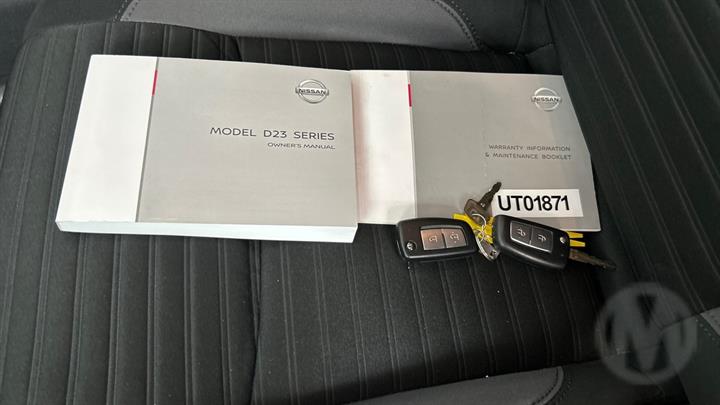 NISSAN
MODEL D23 SERIES
OWNER'S MANUAL
NISSAN
WARRANTY INFORMATION
& MAINTENANCE BOOKLET
UT01871
M